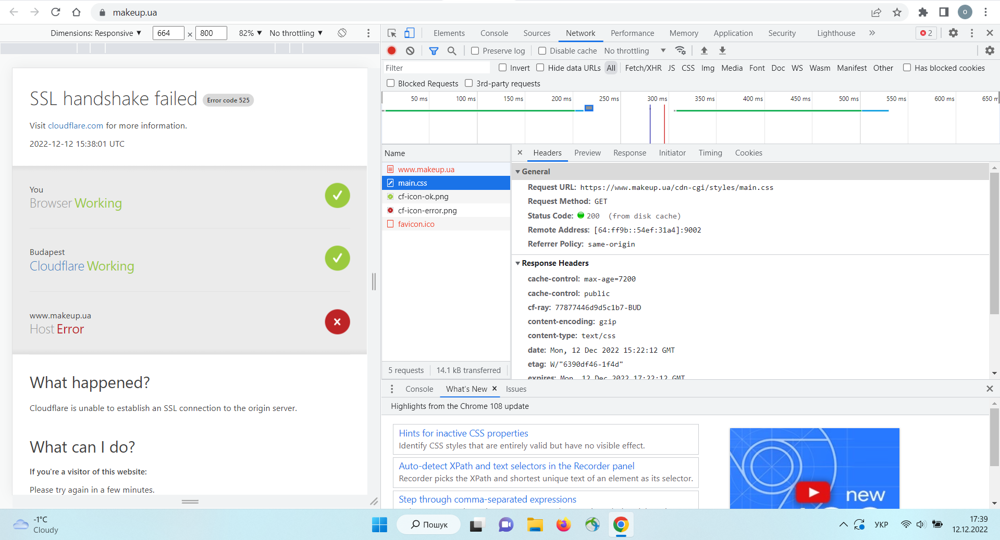 makeup.ua
O
Dimensions: Responsive ▼ 664 × 800 82% ▼ No throttling ▼
SSL handshake failed Error code 525
Visit cloudflare.com for more information.
2022-12-12 15:38:01 UTC
You
Browser Working
Budapest
Cloudflare Working
www.makeup.ua
Host Error
What happened?
Cloudflare is unable to establish an SSL connection to the origin server.
What can I do?
If you're a visitor of this website:
Please try again in a few minutes.
Elements Console Sources Network Performance Memory Application Security Lighthouse » 2
Preserve log Disable cache No throttling ▼
Filter Invert Hide data URLs All Fetch/XHR JS CSS Img Media Font Doc WS Wasm Manifest Other Has blocked cookies
Blocked Requests 3rd-party requests
50 ms 100 ms 150 ms 200 ms 250 ms 300 ms 350 ms 400 ms 450 ms 500 ms 550 ms 600 ms 650 m
Name
www.makeup.ua
main.css
cf-icon-ok.png
cf-icon-error.png
favicon.ico
5 requests 14.1 kB transferred
Headers Preview Response Initiator Timing Cookies
General
Request URL: https://www.makeup.ua/cdn-cgi/styles/main.css
Request Method: GET
Status Code: 200 (from disk cache)
Remote Address: [64:ff9b::54ef:31a4]:9002
Referrer Policy: same-origin
Response Headers
cache-control: max-age=7200
cache-control: public
cf-ray: 77877446d9d5c1b7-BUD
content-encoding: gzip
content-type: text/css
date: Mon, 12 Dec 2022 15:22:12 GMT
etag: W/"6390df46-1f4d"
expires: Mon, 12 Dec 2022 17:22:12 GMT
Console What's New Issues
Highlights from the Chrome 108 update
Hints for inactive CSS properties
Identify CSS styles that are entirely valid but have no visible effect.
Auto-detect XPath and text selectors in the Recorder panel
Recorder picks the XPath and shortest unique text of an element as its selector.
Step through comma-separated expressions
new
-1°C
Cloudy
Пошук
УКР
17:39
12.12.2022